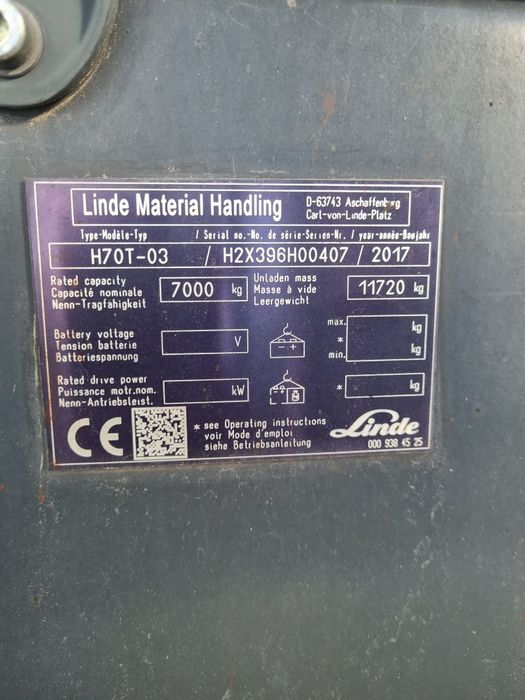 Linde Material Handling
D-63743 Aschaffenburg
Carl-von-Linde-Platz
Type-Modèle-Typ / Serial no.-No. de série-Serien-Nr. / year-année-Baujahr
H70T-03 / H2X396H00407 / 2017
Rated capacity
Capacité nominale
Nenn-Tragfähigkeit
7000 kg
Unladen mass
Masse à vide
Leergewicht
11720 kg
Battery voltage
Tension batterie
Batteriespannung
V
- +
max.
*
min.
kg
kg
Rated drive power
Puissance motr.nom.
Nenn-Antriebsleist.
kW
* kg
CE
* see Operating instructions
voir Mode d'emploi
siehe Betriebsanleitung
Linde
000 938 45 25